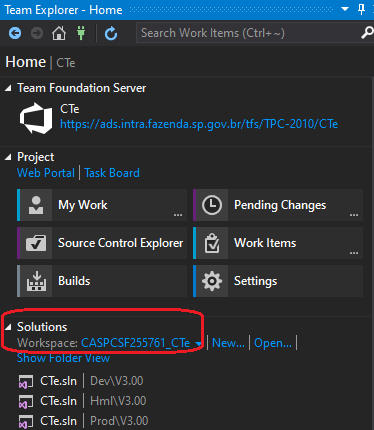 Team Explorer - Home
Search Work Items (Ctrl+~)
Home | CTe
Team Foundation Server
CTe
https://ads.intra.fazenda.sp.gov.br/tfs/TPC-2010/CTe
Project
Web Portal | Task Board
My Work ...
Pending Changes ...
Source Control Explorer
Work Items ...
Builds
Settings
Solutions
Workspace: CASPCSF255761_CTe | New... | Open... |
Show Folder View
CTe.sln | Dev\V3.00
CTe.sln | Hml\V3.00
CTe.sln | Prod\V3.00